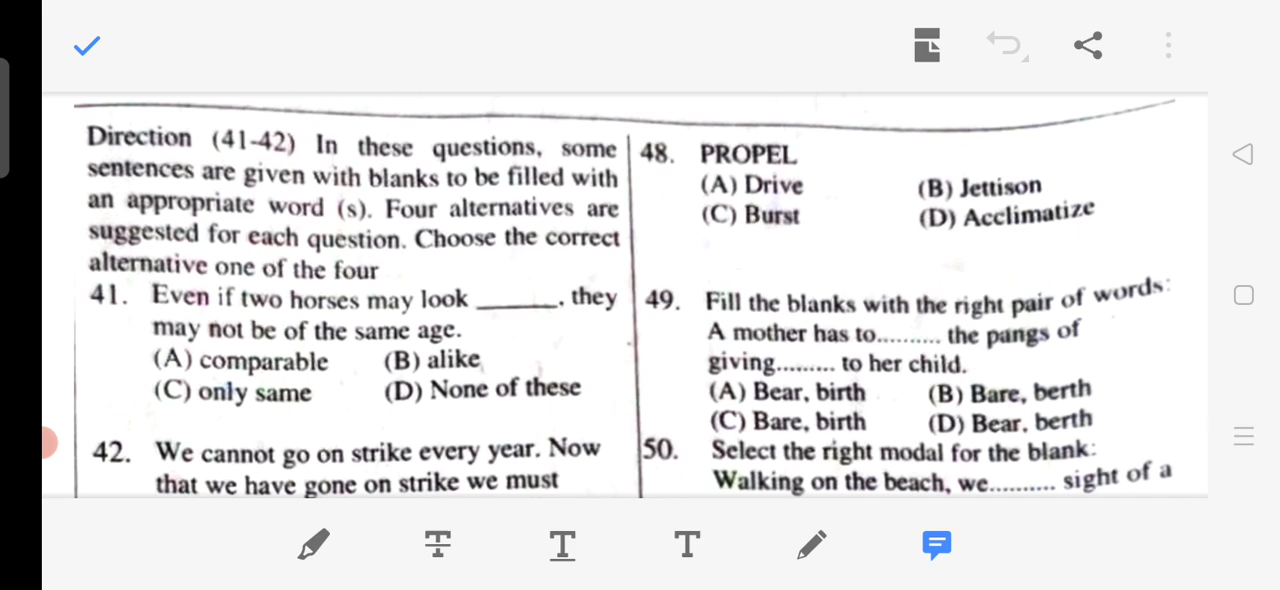 Direction (41-42) In these questions, some
sentences are given with blanks to be filled with
an appropriate word (s). Four alternatives are
suggested for each question. Choose the correct
alternative one of the four
41. Even if two horses may look ______, they
may not be of the same age.
(A) comparable (B) alike
(C) only same (D) None of these
42. We cannot go on strike every year. Now
that we have gone on strike we must
48. PROPEL
(A) Drive (B) Jettison
(C) Burst (D) Acclimatize
49. Fill the blanks with the right pair of words:
A mother has to.......... the pangs of
giving......... to her child.
(A) Bear, birth (B) Bare, berth
(C) Bare, birth (D) Bear, berth
50. Select the right modal for the blank:
Walking on the beach, we.......... sight of a
T
T
T